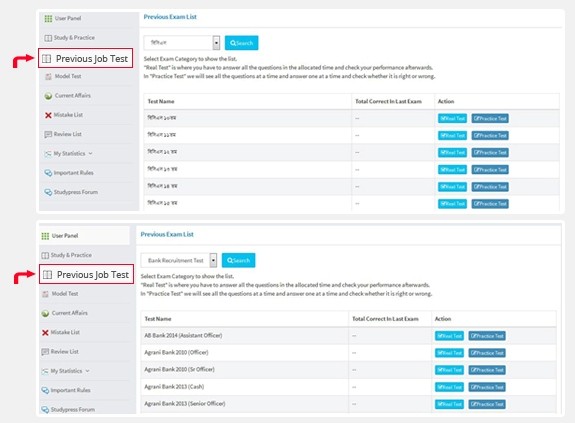 User Panel
Study & Practice
Previous Job Test
Model Test
Current Affairs
Mistake List
Review List
My Statistics
Important Rules
Studypress Forum
Previous Exam List
বিসিএস
Search
Select Exam Category to show the list.
"Real Test" is where you have to answer all the questions in the allocated time and check your performance afterwards.
In "Practice Test" we will see all the questions at a time and answer one at a time and check whether it is right or wrong.
Test Name Total Correct In Last Exam Action
বিসিএস ১০তম -- Real Test Practice Test
বিসিএস ১১তম -- Real Test Practice Test
বিসিএস ১২ তম -- Real Test Practice Test
বিসিএস ১৩ তম -- Real Test Practice Test
বিসিএস ১৪ তম -- Real Test Practice Test
বিসিএস ১৫ তম -- Real Test Practice Test
User Panel
Study & Practice
Previous Job Test
Model Test
Current Affairs
Mistake List
Review List
My Statistics
Important Rules
Studypress Forum
Previous Exam List
Bank Recruitment Test
Search
Select Exam Category to show the list.
"Real Test" is where you have to answer all the questions in the allocated time and check your performance afterwards.
In "Practice Test" we will see all the questions at a time and answer one at a time and check whether it is right or wrong.
Test Name Total Correct In Last Exam Action
AB Bank 2014 (Assistant Officer) -- Real Test Practice Test
Agrani Bank 2010 (Officer) -- Real Test Practice Test
Agrani Bank 2010 (Sr Officer) -- Real Test Practice Test
Agrani Bank 2013 (Cash) -- Real Test Practice Test
Agrani Bank 2013 (Senior Officer) -- Real Test Practice Test